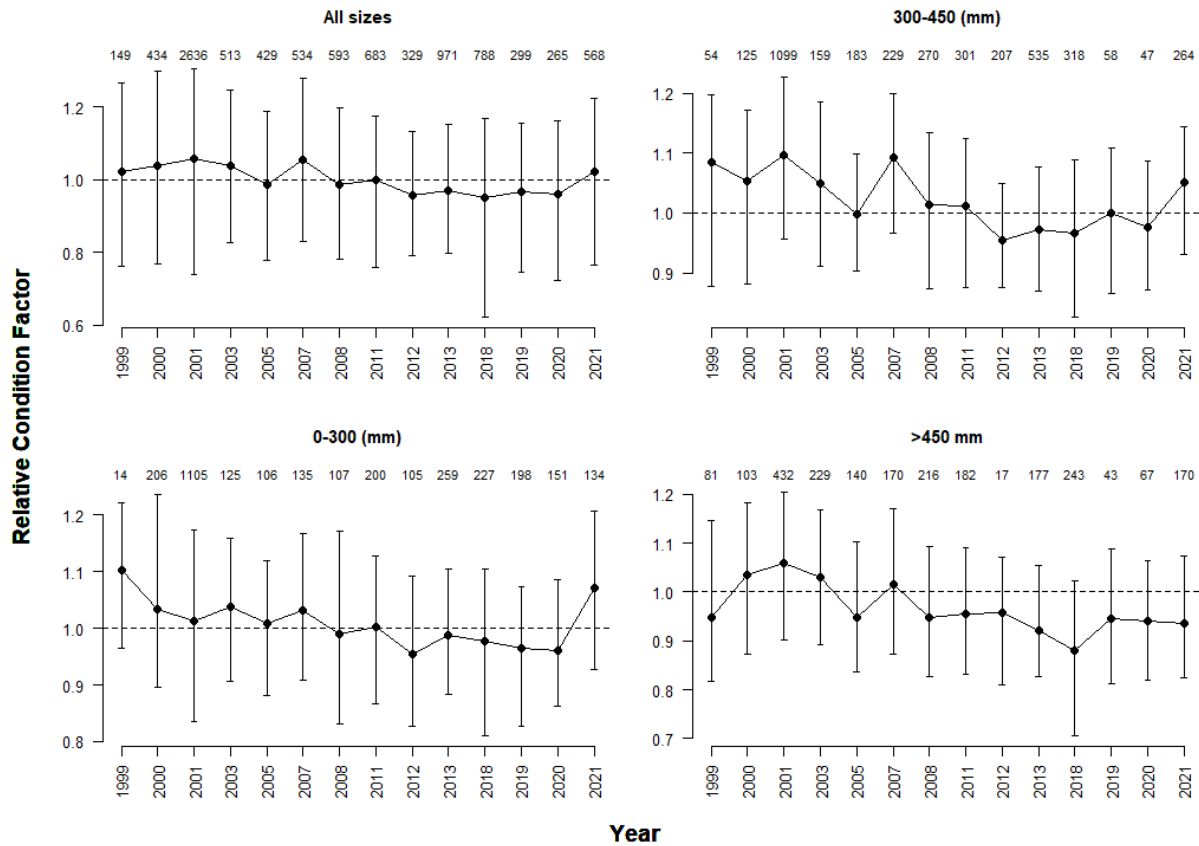 All sizes
149 434 2636 513 429 534 593 683 329 971 788 299 265 568
1.2
1.0
0.8
0.6
1999 2000 2001 2003 2005 2007 2008 2011 2012 2013 2018 2019 2020 2021
300-450 (mm)
54 125 1099 159 183 229 270 301 207 535 318 58 47 264
1.2
1.1
1.0
0.9
1999 2000 2001 2003 2005 2007 2008 2011 2012 2013 2018 2019 2020 2021
Relative Condition Factor
0-300 (mm)
14 206 1105 125 106 135 107 200 105 259 227 198 151 134
1.2
1.1
1.0
0.9
0.8
1999 2000 2001 2003 2005 2007 2008 2011 2012 2013 2018 2019 2020 2021
>450 mm
81 103 432 229 140 170 216 182 17 177 243 43 67 170
1.2
1.1
1.0
0.9
0.8
0.7
1999 2000 2001 2003 2005 2007 2008 2011 2012 2013 2018 2019 2020 2021
Year